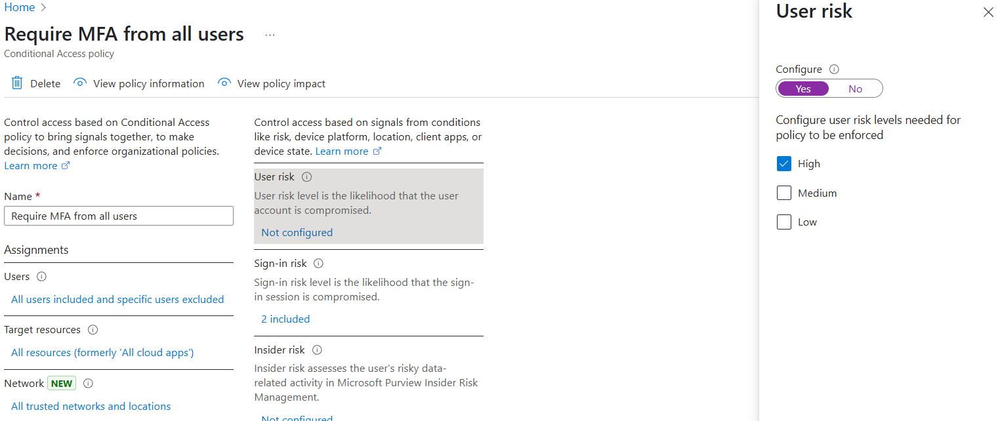 Home
Require MFA from all users ...
Conditional Access policy
Delete View policy information View policy impact
Control access based on Conditional Access
policy to bring signals together, to make
decisions, and enforce organizational policies.
Learn more
Name *
Require MFA from all users
Assignments
Users
All users included and specific users excluded
Target resources
All resources (formerly 'All cloud apps')
Network NEW
All trusted networks and locations
Control access based on signals from conditions
like risk, device platform, location, client apps, or
device state. Learn more
User risk
User risk level is the likelihood that the user
account is compromised.
Not configured
Sign-in risk
Sign-in risk level is the likelihood that the sign-
in session is compromised.
2 included
Insider risk
Insider risk assesses the user's risky data-
related activity in Microsoft Purview Insider Risk
Management.
Not configured
User risk
Configure
Yes No
Configure user risk levels needed for
policy to be enforced
High
Medium
Low